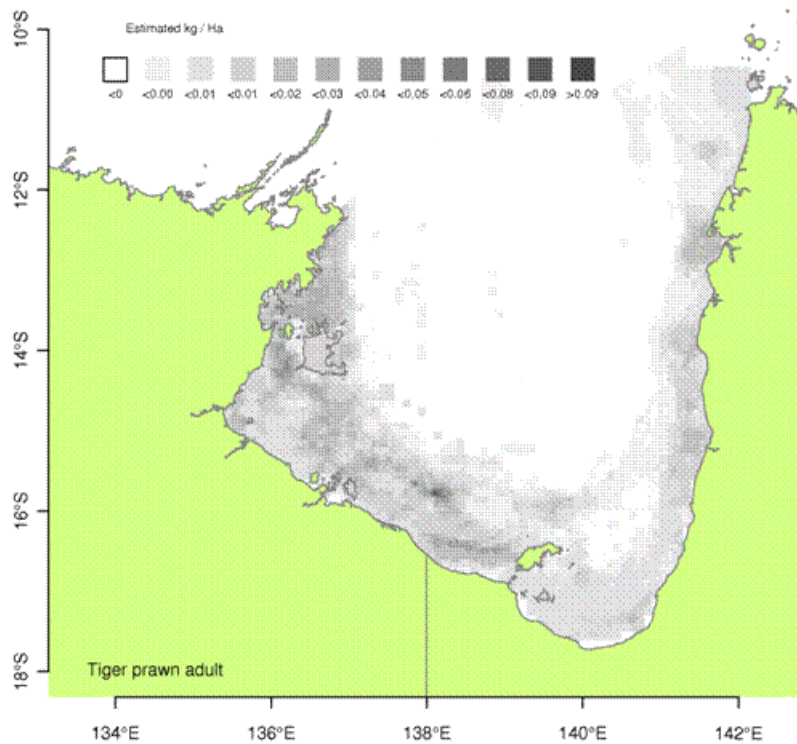 Estimated kg / Ha
<0 <0.00 <0.01 <0.01 <0.02 <0.03 <0.04 <0.05 <0.06 <0.08 <0.09 >0.09
10°S
12°S
14°S
16°S
18°S
Tiger prawn adult
134°E 136°E 138°E 140°E 142°E